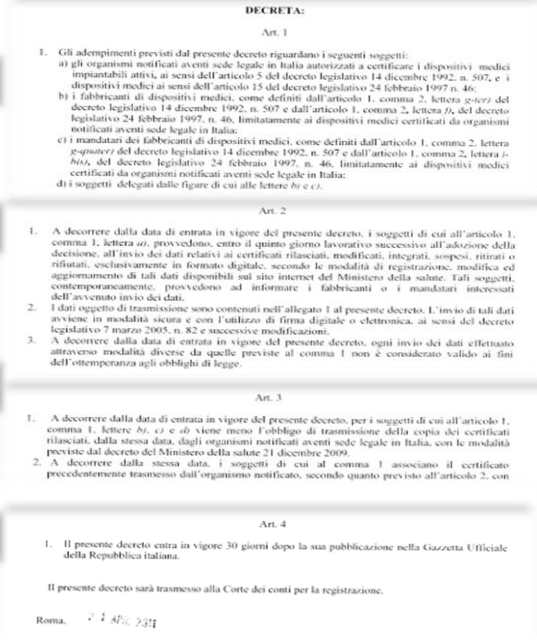 DECRETA:
Art. 1
1. Gli adempimenti previsti dal presente decreto riguardano i seguenti soggetti:
a) gli organismi notificati aventi sede legale in Italia autorizzati a certificare i dispositivi medici
impiantabili attivi, ai sensi dell'articolo 5 del decreto legislativo 14 dicembre 1992, n. 507, e i
dispositivi medici ai sensi dell'articolo 15 del decreto legislativo 24 febbraio 1997 n. 46;
b) i fabbricanti di dispositivi medici, come definiti dall'articolo 1, comma 2, lettera g-ter) del
decreto legislativo 14 dicembre 1992, n. 507 e dall'articolo 1, comma 2, lettera f), del decreto
legislativo 24 febbraio 1997, n. 46, limitatamente ai dispositivi medici certificati da organismi
notificati aventi sede legale in Italia;
c) i mandatari dei fabbricanti di dispositivi medici, come definiti dall'articolo 1, comma 2, lettera
g-quater) del decreto legislativo 14 dicembre 1992, n. 507 e dall'articolo 1, comma 2, lettera i-
bis), del decreto legislativo 24 febbraio 1997, n. 46, limitatamente ai dispositivi medici
certificati da organismi notificati aventi sede legale in Italia;
d) i soggetti delegati dalle figure di cui alle lettere b) e c).
Art. 2
1. A decorrere dalla data di entrata in vigore del presente decreto, i soggetti di cui all'articolo 1,
comma 1, lettera a), provvedono, entro il quinto giorno lavorativo successivo all'adozione della
decisione, all'invio dei dati relativi ai certificati rilasciati, modificati, integrati, sospesi, ritirati o
rifiutati, esclusivamente in formato digitale, secondo le modalità di registrazione, modifica ed
aggiornamento di tali dati disponibili sul sito internet del Ministero della salute. Tali soggetti,
contemporaneamente, provvedono ad informare i fabbricanti o i mandatari interessati
dell'avvenuto invio dei dati.
2. I dati oggetto di trasmissione sono contenuti nell'allegato 1 al presente decreto. L'invio di tali dati
avviene in modalità sicura e con l'utilizzo di firma digitale o elettronica, ai sensi del decreto
legislativo 7 marzo 2005, n. 82 e successive modificazioni.
3. A decorrere dalla data di entrata in vigore del presente decreto, ogni invio dei dati effettuato
attraverso modalità diverse da quelle previste al comma 1 non è considerato valido ai fini
dell'ottemperanza agli obblighi di legge.
Art. 3
1. A decorrere dalla data di entrata in vigore del presente decreto, per i soggetti di cui all'articolo 1,
comma 1, lettere b), c) e d) viene meno l'obbligo di trasmissione della copia dei certificati
rilasciati, dalla stessa data, dagli organismi notificati aventi sede legale in Italia, con le modalità
previste dal decreto del Ministero della salute 21 dicembre 2009.
2. A decorrere dalla stessa data, i soggetti di cui al comma 1 associano il certificato
precedentemente trasmesso dall'organismo notificato, secondo quanto previsto all'articolo 2, con
Art. 4
1. Il presente decreto entra in vigore 30 giorni dopo la sua pubblicazione nella Gazzetta Ufficiale
della Repubblica italiana.
Il presente decreto sarà trasmesso alla Corte dei conti per la registrazione.
Roma,